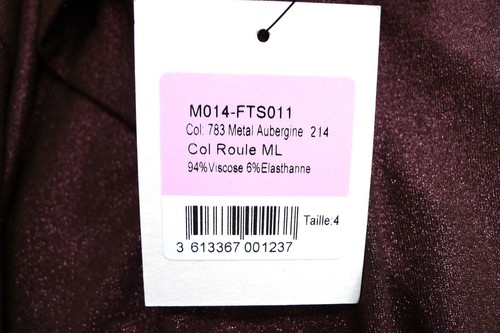 M014-FTS011
Col: 783 Metal Aubergine 214
Col Roule ML
94%Viscose 6%Elasthanne
Taille:4
3 613367 001237